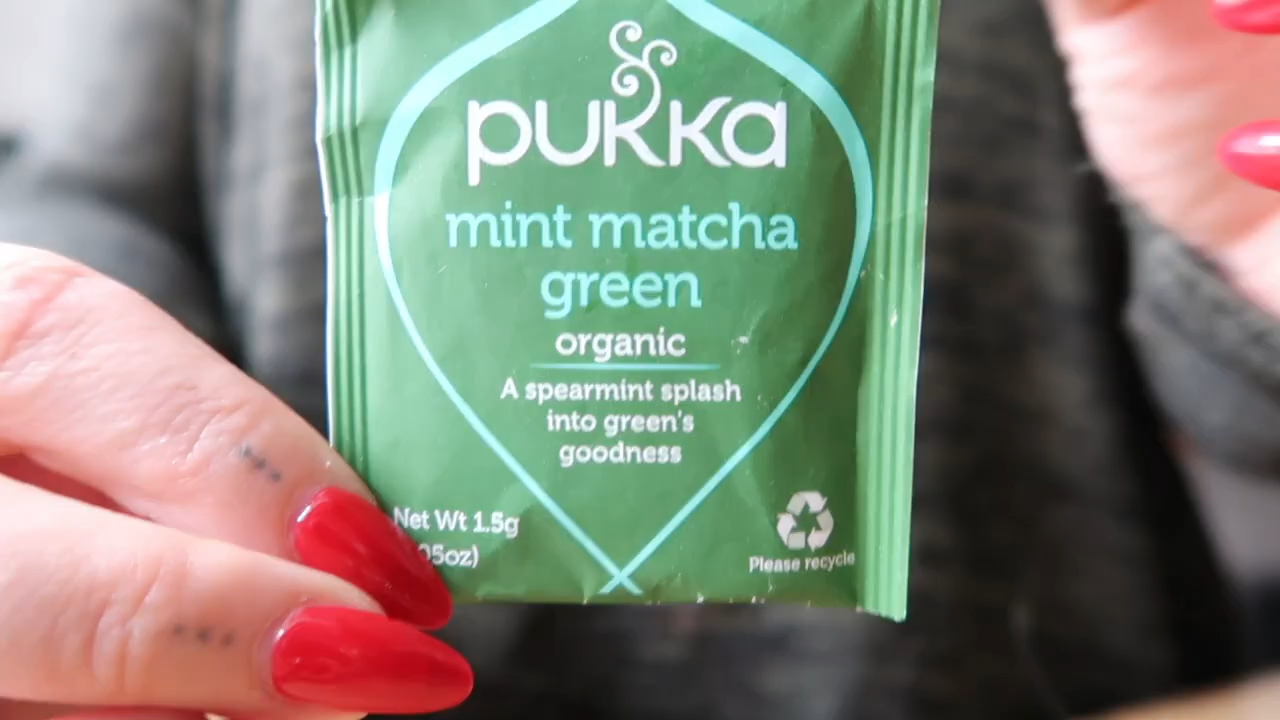 pukka
mint matcha
green
organic
A spearmint splash
into green's
goodness
Net Wt 1.5g
05oz)
Please recycle